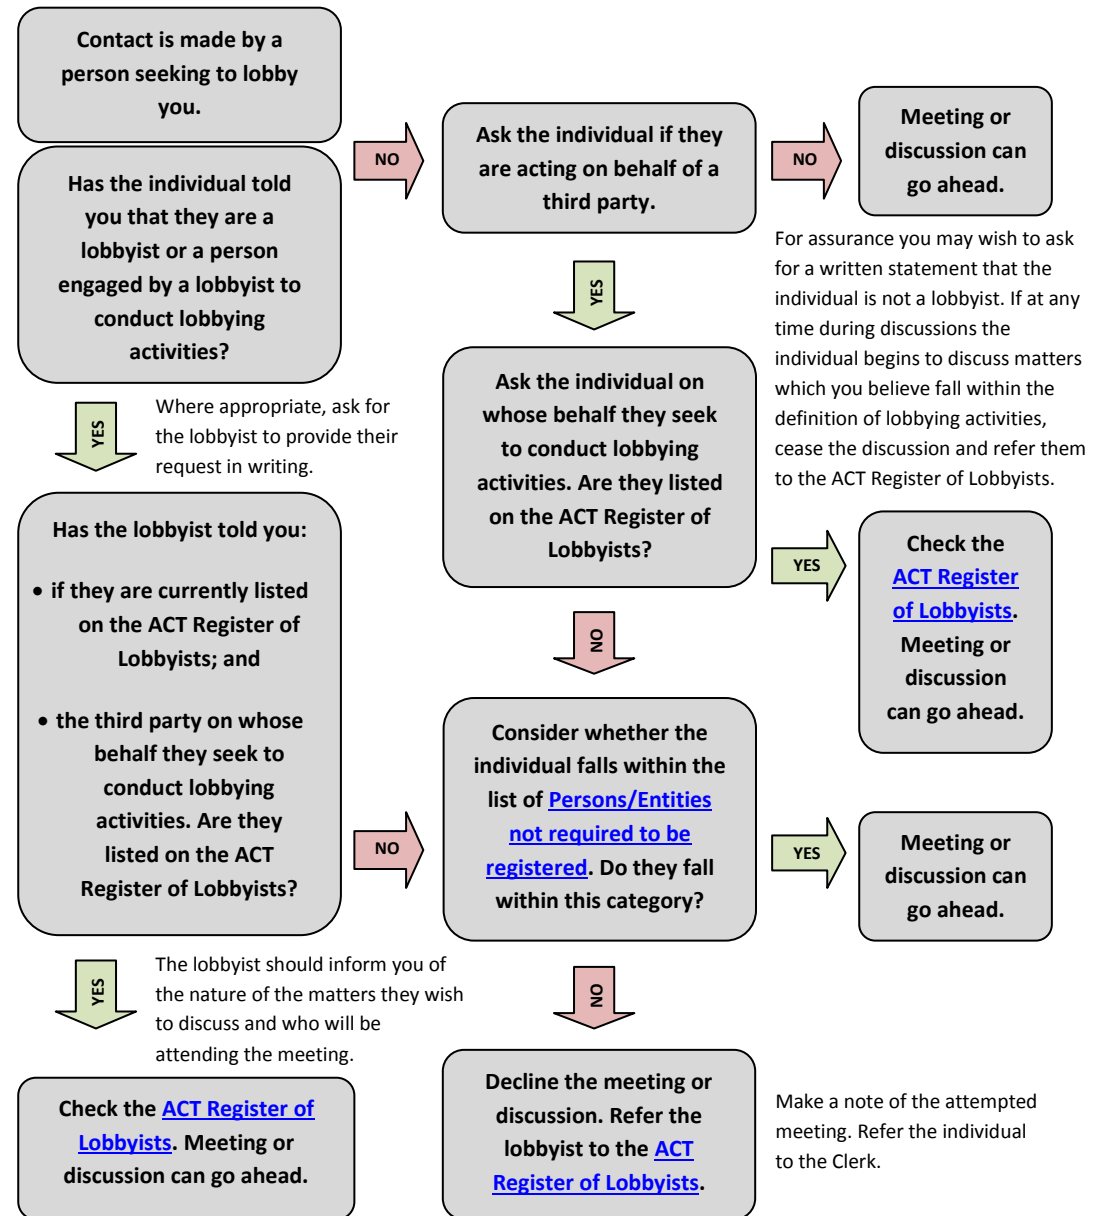 Contact is made by a
person seeking to lobby
you.
Has the individual told
you that they are a
lobbyist or a person
engaged by a lobbyist to
conduct lobbying
activities?
NO
Ask the individual if they
are acting on behalf of a
third party.
NO
Meeting or
discussion can
go ahead.
For assurance you may wish to ask
for a written statement that the
individual is not a lobbyist. If at any
time during discussions the
individual begins to discuss matters
which you believe fall within the
definition of lobbying activities,
cease the discussion and refer them
to the ACT Register of Lobbyists.
YES
YES
Where appropriate, ask for
the lobbyist to provide their
request in writing.
Ask the individual on
whose behalf they seek
to conduct lobbying
activities. Are they listed
on the ACT Register of
Lobbyists?
YES
Check the
ACT Register
of Lobbyists.
Meeting or
discussion
can go ahead.
Has the lobbyist told you:
• if they are currently listed
on the ACT Register of
Lobbyists; and
• the third party on whose
behalf they seek to
conduct lobbying
activities. Are they
listed on the ACT
Register of Lobbyists?
NO
NO
Consider whether the
individual falls within the
list of Persons/Entities
not required to be
registered. Do they fall
within this category?
YES
Meeting or
discussion can
go ahead.
YES
The lobbyist should inform you of
the nature of the matters they wish
to discuss and who will be
attending the meeting.
NO
Check the ACT Register of
Lobbyists. Meeting or
discussion can go ahead.
Decline the meeting or
discussion. Refer the
lobbyist to the ACT
Register of Lobbyists.
Make a note of the attempted
meeting. Refer the individual
to the Clerk.